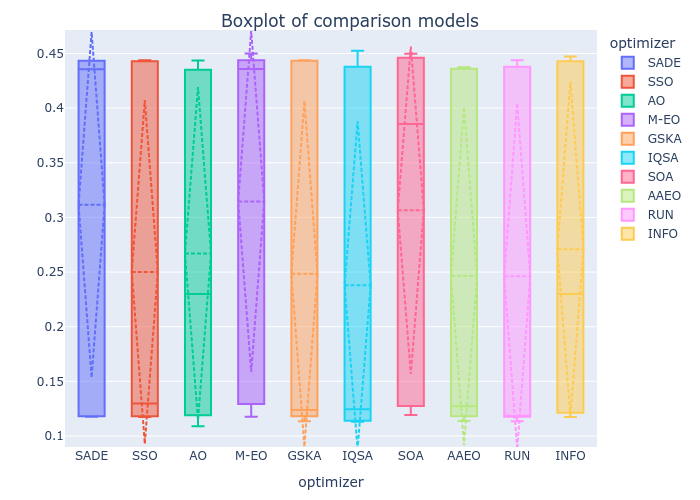 Boxplot of comparison models
0.45
0.4
0.35
0.3
0.25
0.2
0.15
0.1
SADE SSO AO M-EO GSKA IQSA SOA AAEO RUN INFO
optimizer
optimizer
SADE
SSO
AO
M-EO
GSKA
IQSA
SOA
AAEO
RUN
INFO